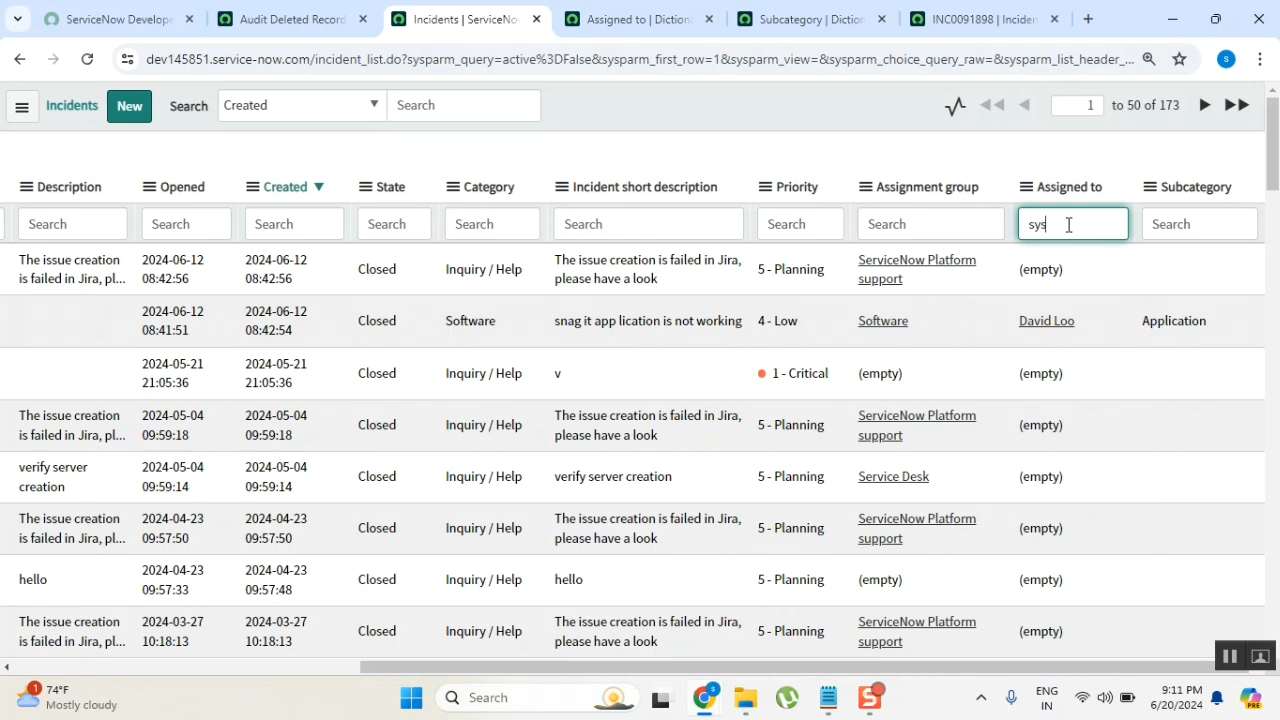 ServiceNow Develope
Audit Deleted Record
Incidents | ServiceNo
Assigned to | Diction
Subcategory | Diction
INC0091898 | Inciden
dev145851.service-now.com/incident_list.do?sysparm_query=active%3DFalse&sysparm_first_row=1&sysparm_view=&sysparm_choice_query_raw=&sysparm_list_header_...
s
Incidents
New
Search
Created
Search
1
to 50 of 173
Description
Opened
Created
State
Category
Incident short description
Priority
Assignment group
Assigned to
Subcategory
Search
Search
Search
Search
Search
Search
Search
Search
sys
Search
The issue creation
is failed in Jira, pl...
2024-06-12
08:42:56
2024-06-12
08:42:56
Closed
Inquiry / Help
The issue creation is failed in Jira,
please have a look
5 - Planning
ServiceNow Platform
support
(empty)
2024-06-12
08:41:51
2024-06-12
08:42:54
Closed
Software
snag it app lication is not working
4 - Low
Software
David Loo
Application
2024-05-21
21:05:36
2024-05-21
21:05:36
Closed
Inquiry / Help
v
1 - Critical
(empty)
(empty)
The issue creation
is failed in Jira, pl...
2024-05-04
09:59:18
2024-05-04
09:59:18
Closed
Inquiry / Help
The issue creation is failed in Jira,
please have a look
5 - Planning
ServiceNow Platform
support
(empty)
verify server
creation
2024-05-04
09:59:14
2024-05-04
09:59:14
Closed
Inquiry / Help
verify server creation
5 - Planning
Service Desk
(empty)
The issue creation
is failed in Jira, pl...
2024-04-23
09:57:50
2024-04-23
09:57:50
Closed
Inquiry / Help
The issue creation is failed in Jira,
please have a look
5 - Planning
ServiceNow Platform
support
(empty)
hello
2024-04-23
09:57:33
2024-04-23
09:57:48
Closed
Inquiry / Help
hello
5 - Planning
(empty)
(empty)
The issue creation
is failed in Jira, pl...
2024-03-27
10:18:13
2024-03-27
10:18:13
Closed
Inquiry / Help
The issue creation is failed in Jira,
please have a look
5 - Planning
ServiceNow Platform
support
(empty)
1
74°F
Mostly cloudy
Search
s
S
ENG
IN
9:11 PM
6/20/2024
PRE